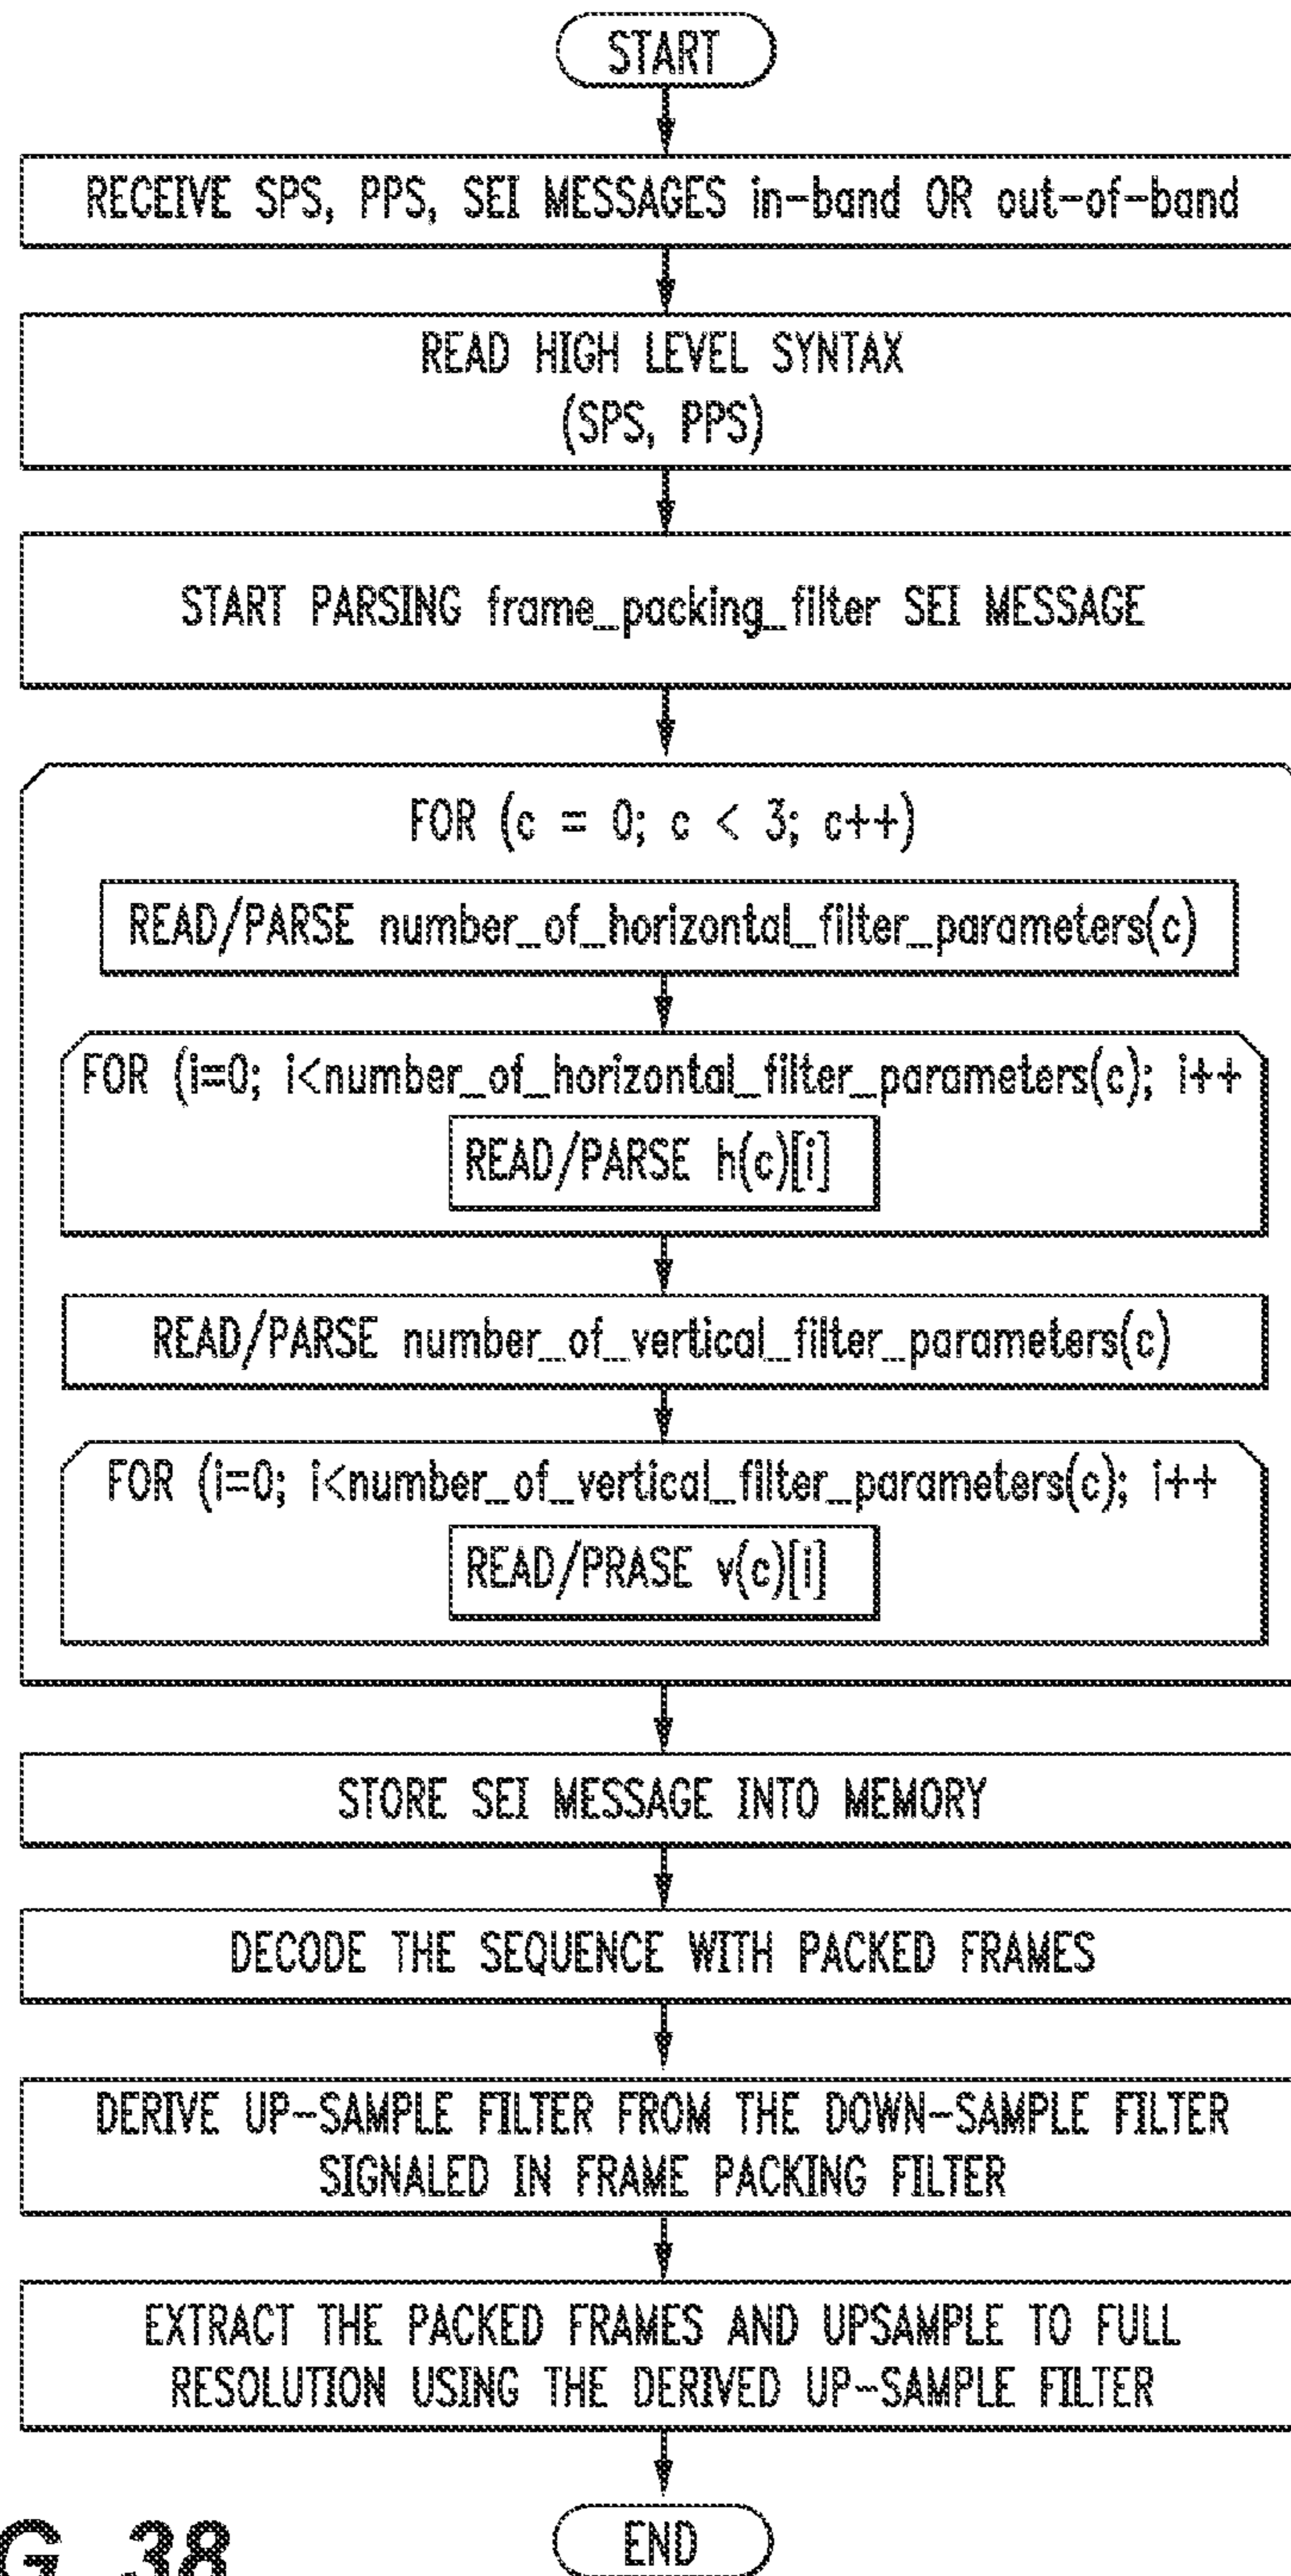 START
RECEIVE SPS, PPS, SEI MESSAGES in-band OR out-of-band
READ HIGH LEVEL SYNTAX
(SPS, PPS)
START PARSING frame_packing_filter SEI MESSAGE
FOR (c = 0; c < 3; c++)
READ/PARSE number_of_horizontal_filter_parameters(c)
FOR (i=0; i<number_of_horizontal_filter_parameters(c); i++
READ/PARSE h(c)[i]
READ/PARSE number_of_vertical_filter_parameters(c)
FOR (i=0; i<number_of_vertical_filter_parameters(c); i++
READ/PRASE v(c)[i]
STORE SEI MESSAGE INTO MEMORY
DECODE THE SEQUENCE WITH PACKED FRAMES
DERIVE UP-SAMPLE FILTER FROM THE DOWN-SAMPLE FILTER
SIGNALED IN FRAME PACKING FILTER
EXTRACT THE PACKED FRAMES AND UPSAMPLE TO FULL
RESOLUTION USING THE DERIVED UP-SAMPLE FILTER
END
G 38